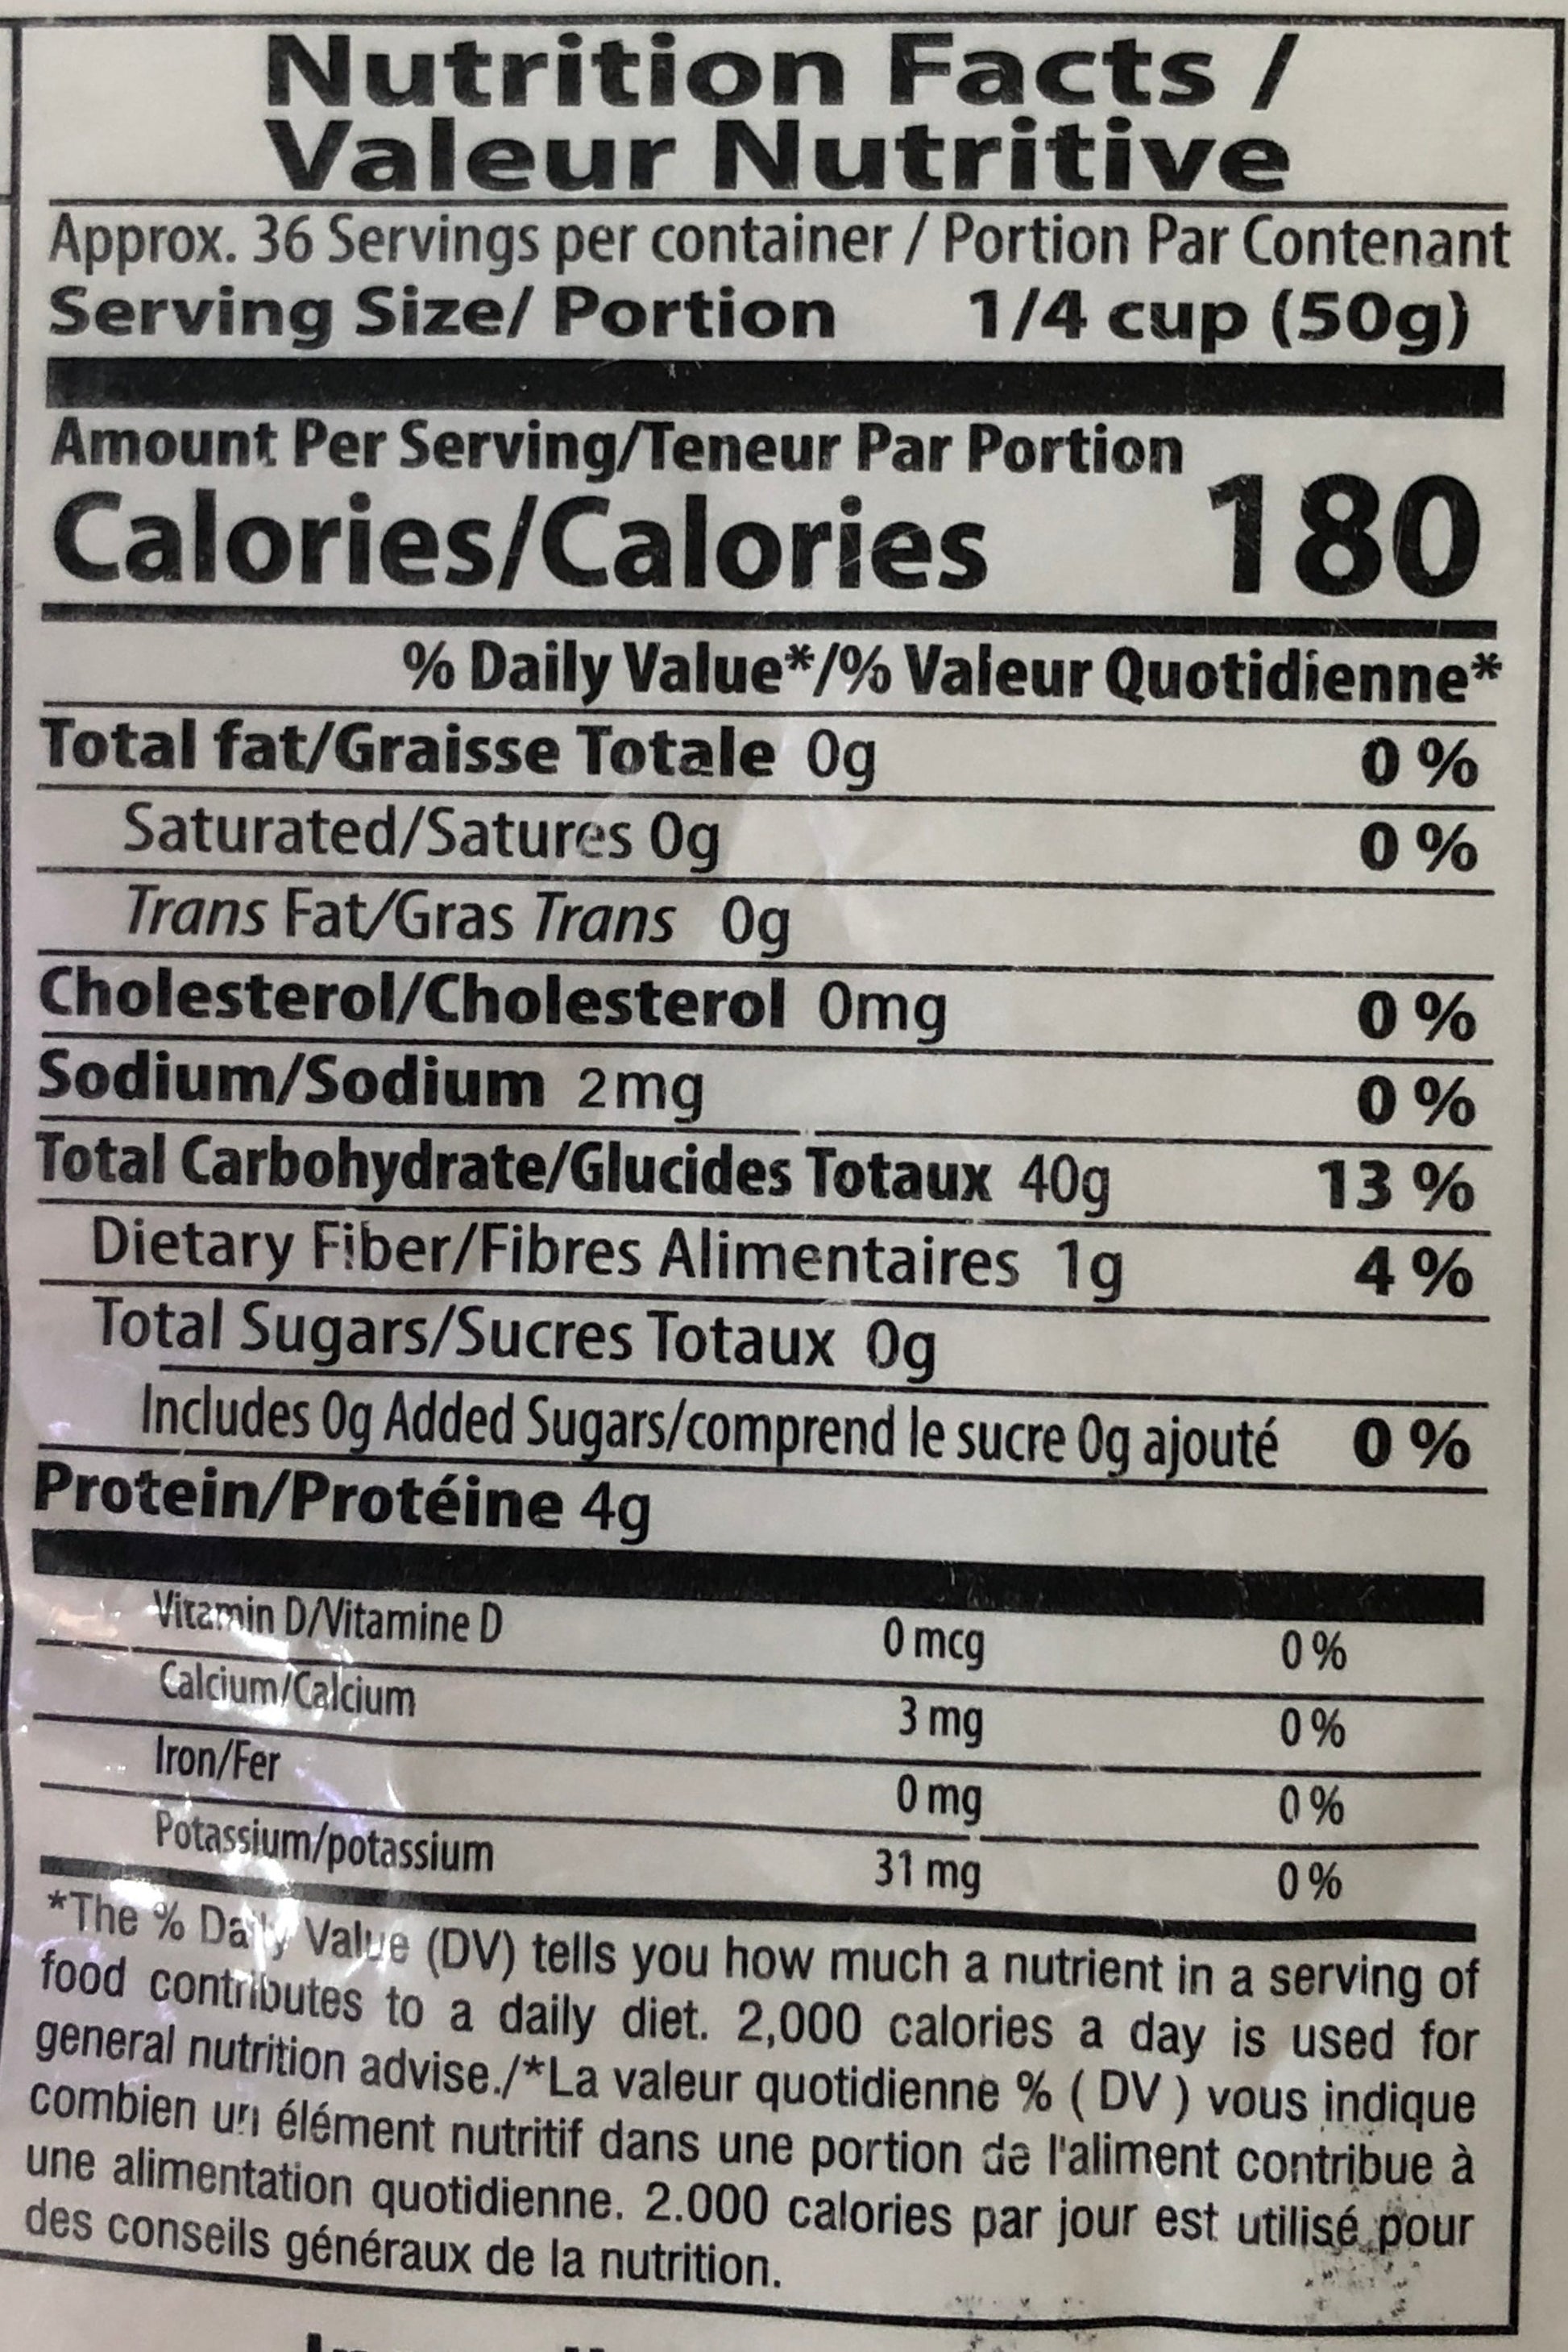 Nutrition Facts /
Valeur Nutritive
Approx. 36 Servings per container / Portion Par Contenant
Serving Size/ Portion 1/4 cup (50g)
Amount Per Serving/Teneur Par Portion
Calories/Calories 180
% Daily Value*/% Valeur Quotidienne*
Total fat/Graisse Totale 0g 0 %
Saturated/Satures 0g 0 %
Trans Fat/Gras Trans 0g
Cholesterol/Cholesterol 0mg 0 %
Sodium/Sodium 2mg 0 %
Total Carbohydrate/Glucides Totaux 40g 13 %
Dietary Fiber/Fibres Alimentaires 1g 4 %
Total Sugars/Sucres Totaux 0g
Includes 0g Added Sugars/comprend le sucre 0g ajouté 0 %
Protein/Protéine 4g
Vitamin D/Vitamine D 0 mcg 0 %
Calcium/Calcium 3 mg 0 %
Iron/Fer 0 mg 0 %
Potassium/potassium 31 mg 0 %
*The % Daily Value (DV) tells you how much a nutrient in a serving of
food contributes to a daily diet. 2,000 calories a day is used for
general nutrition advise./*La valeur quotidienne % ( DV ) vous indique
combien un élément nutritif dans une portion de l'aliment contribue à
une alimentation quotidienne. 2.000 calories par jour est utilisé pour
des conseils généraux de la nutrition.